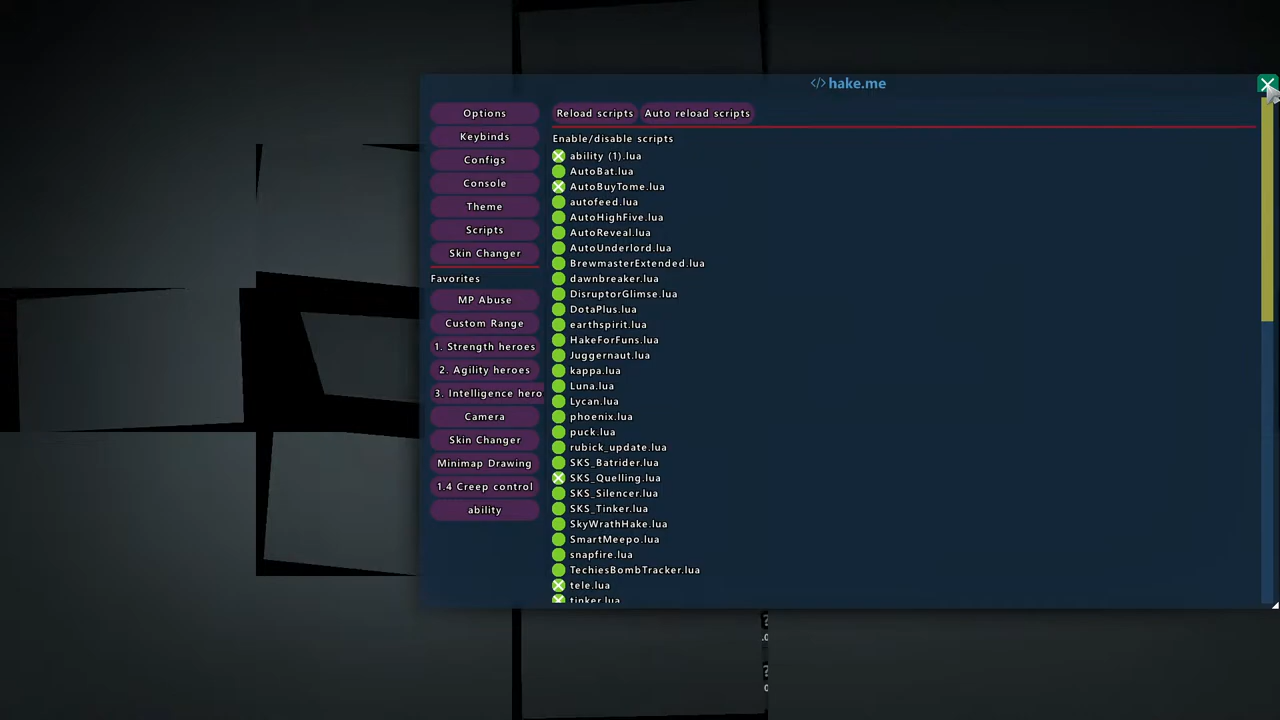 </> hake.me
Options
Keybinds
Configs
Console
Theme
Scripts
Skin Changer
Favorites
MP Abuse
Custom Range
1. Strength heroes
2. Agility heroes
3. Intelligence hero
Camera
Skin Changer
Minimap Drawing
1.4 Creep control
ability
Reload scripts Auto reload scripts
Enable/disable scripts
ability (1).lua
AutoBat.lua
AutoBuyTome.lua
autofeed.lua
AutoHighFive.lua
AutoReveal.lua
AutoUnderlord.lua
BrewmasterExtended.lua
dawnbreaker.lua
DisruptorGlimse.lua
DotaPlus.lua
earthspirit.lua
HakeForFuns.lua
Juggernaut.lua
kappa.lua
Luna.lua
Lycan.lua
phoenix.lua
puck.lua
rubick_update.lua
SKS_Batrider.lua
SKS_Quelling.lua
SKS_Silencer.lua
SKS_Tinker.lua
SkyWrathHake.lua
SmartMeepo.lua
snapfire.lua
TechiesBombTracker.lua
tele.lua
tinker.lua